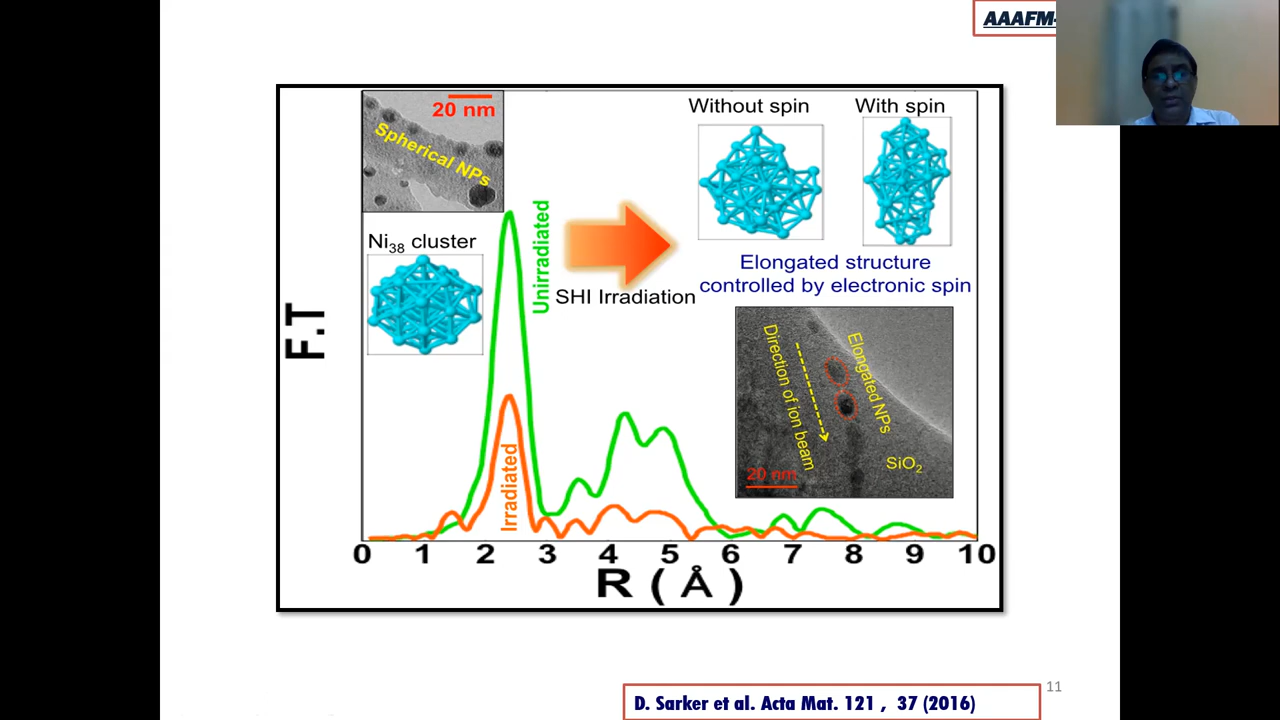 AAAFM-
20 nm
Spherical NPs
Without spin
With spin
Ni₃₈ cluster
Unirradiated
SHI Irradiation
Elongated structure
controlled by electronic spin
Direction of ion beam
Elongated NPs
SiO₂
20 nm
Irradiated
F.T
0 1 2 3 4 5 6 7 8 9 10
R ( Å )
11
D. Sarker et al. Acta Mat. 121 , 37 (2016)